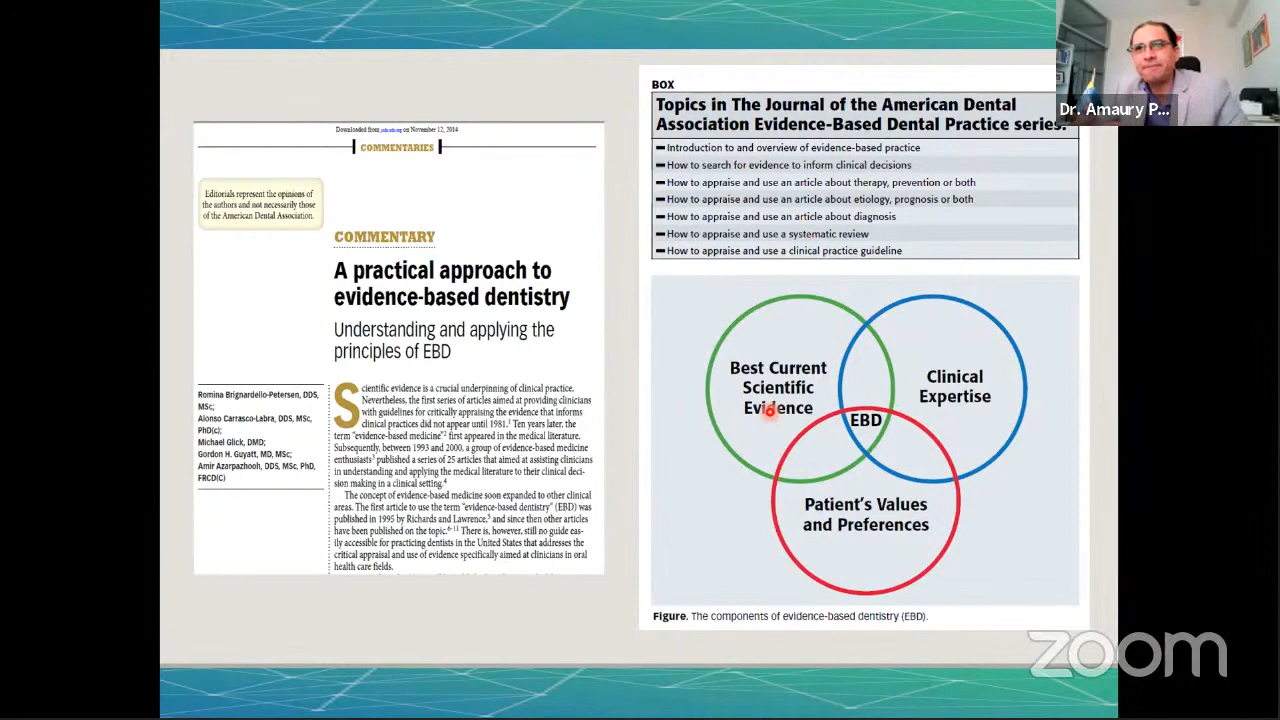 Downloaded from jada.ada.org on November 12, 2014
COMMENTARIES
Editorials represent the opinions of
the authors and not necessarily those
of the American Dental Association.
COMMENTARY
A practical approach to
evidence-based dentistry
Understanding and applying the
principles of EBD
Romina Brignardello-Petersen, DDS,
MSc;
Alonso Carrasco-Labra, DDS, MSc,
PhD(c);
Michael Glick, DMD;
Gordon H. Guyatt, MD, MSc;
Amir Azarpazhooh, DDS, MSc, PhD,
FRCD(C)
Scientific evidence is a crucial underpinning of clinical practice.
Nevertheless, the first series of articles aimed at providing clinicians
with guidelines for critically appraising the evidence that informs
clinical practices did not appear until 1981.1 Ten years later, the
term "evidence-based medicine"2 first appeared in the medical literature.
Subsequently, between 1993 and 2000, a group of evidence-based medicine
enthusiasts3 published a series of 25 articles that aimed at assisting clinicians
in understanding and applying the medical literature to their clinical deci-
sion making in a clinical setting.4
The concept of evidence-based medicine soon expanded to other clinical
areas. The first article to use the term "evidence-based dentistry" (EBD) was
published in 1995 by Richards and Lawrence,5 and since then other articles
have been published on the topic.6-11 There is, however, still no guide eas-
ily accessible for practicing dentists in the United States that addresses the
critical appraisal and use of evidence specifically aimed at clinicians in oral
health care fields.
BOX
Topics in The Journal of the American Dental
Association Evidence-Based Dental Practice series.
Introduction to and overview of evidence-based practice
How to search for evidence to inform clinical decisions
How to appraise and use an article about therapy, prevention or both
How to appraise and use an article about etiology, prognosis or both
How to appraise and use an article about diagnosis
How to appraise and use a systematic review
How to appraise and use a clinical practice guideline
Best Current
Scientific
Evidence
Clinical
Expertise
EBD
Patient's Values
and Preferences
Figure. The components of evidence-based dentistry (EBD).
Dr. Amaury P...
zoom